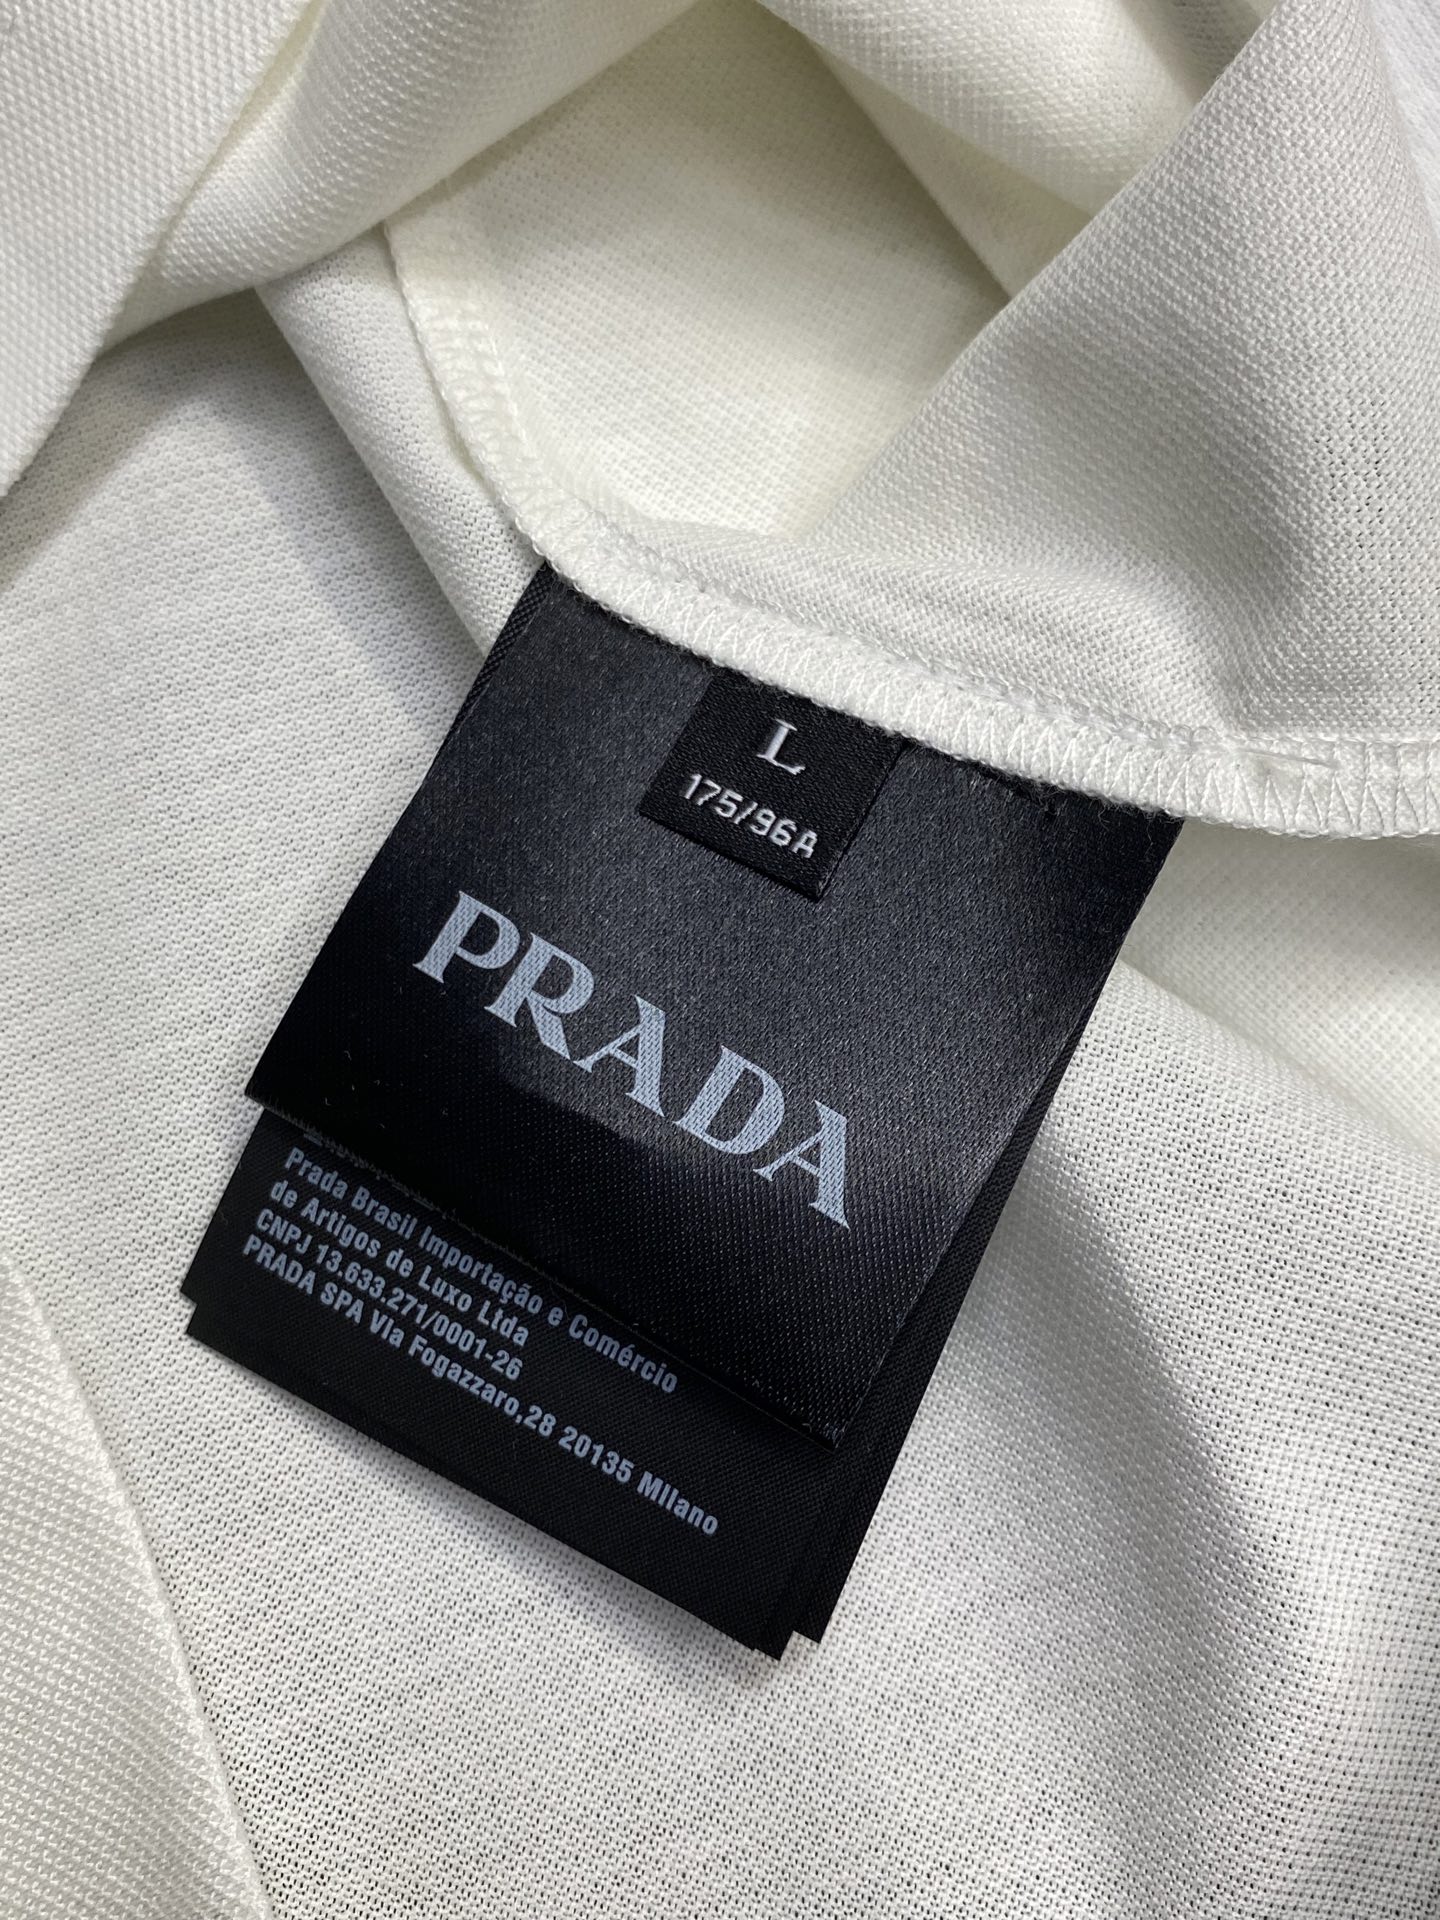 L
175/96A
PRADA
Prada Brasil Importação e Comércio
de Artigos de Luxo Ltda
CNPJ 13.633.271/0001-26
PRADA SPA Via Fogazzaro,28 20135 Milano